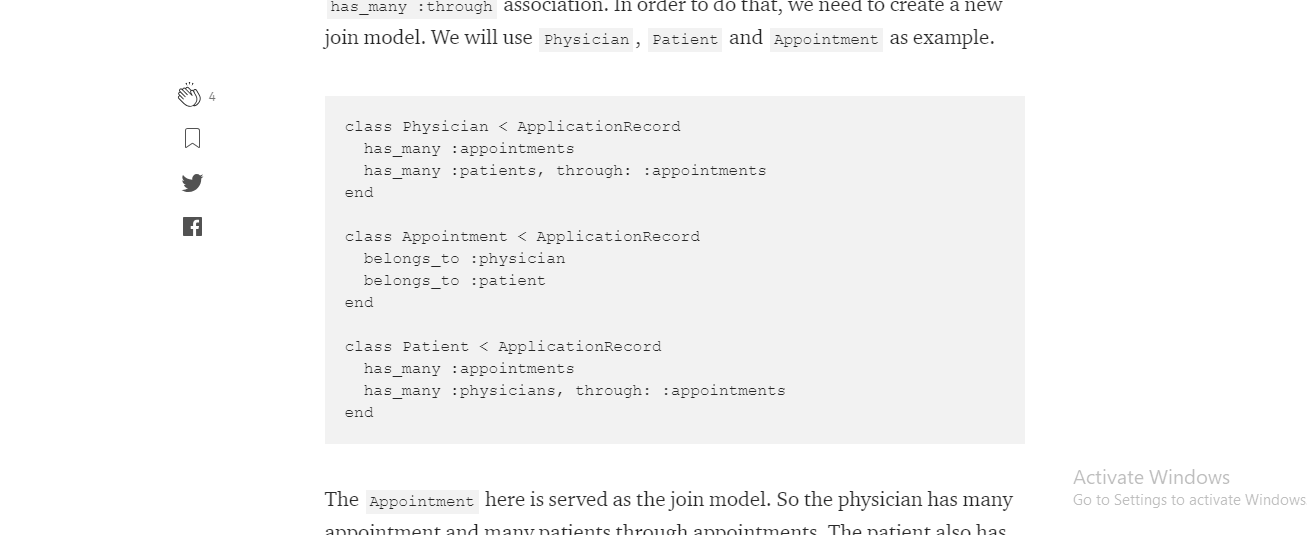 has_many :through association. In order to do that, we need to create a new
join model. We will use Physician, Patient and Appointment as example.
4
class Physician < ApplicationRecord
  has_many :appointments
  has_many :patients, through: :appointments
end
class Appointment < ApplicationRecord
  belongs_to :physician
  belongs_to :patient
end
class Patient < ApplicationRecord
  has_many :appointments
  has_many :physicians, through: :appointments
end
Activate Windows
Go to Settings to activate Windows
The Appointment here is served as the join model. So the physician has many
appointment and many patients through appointments. The patient also has